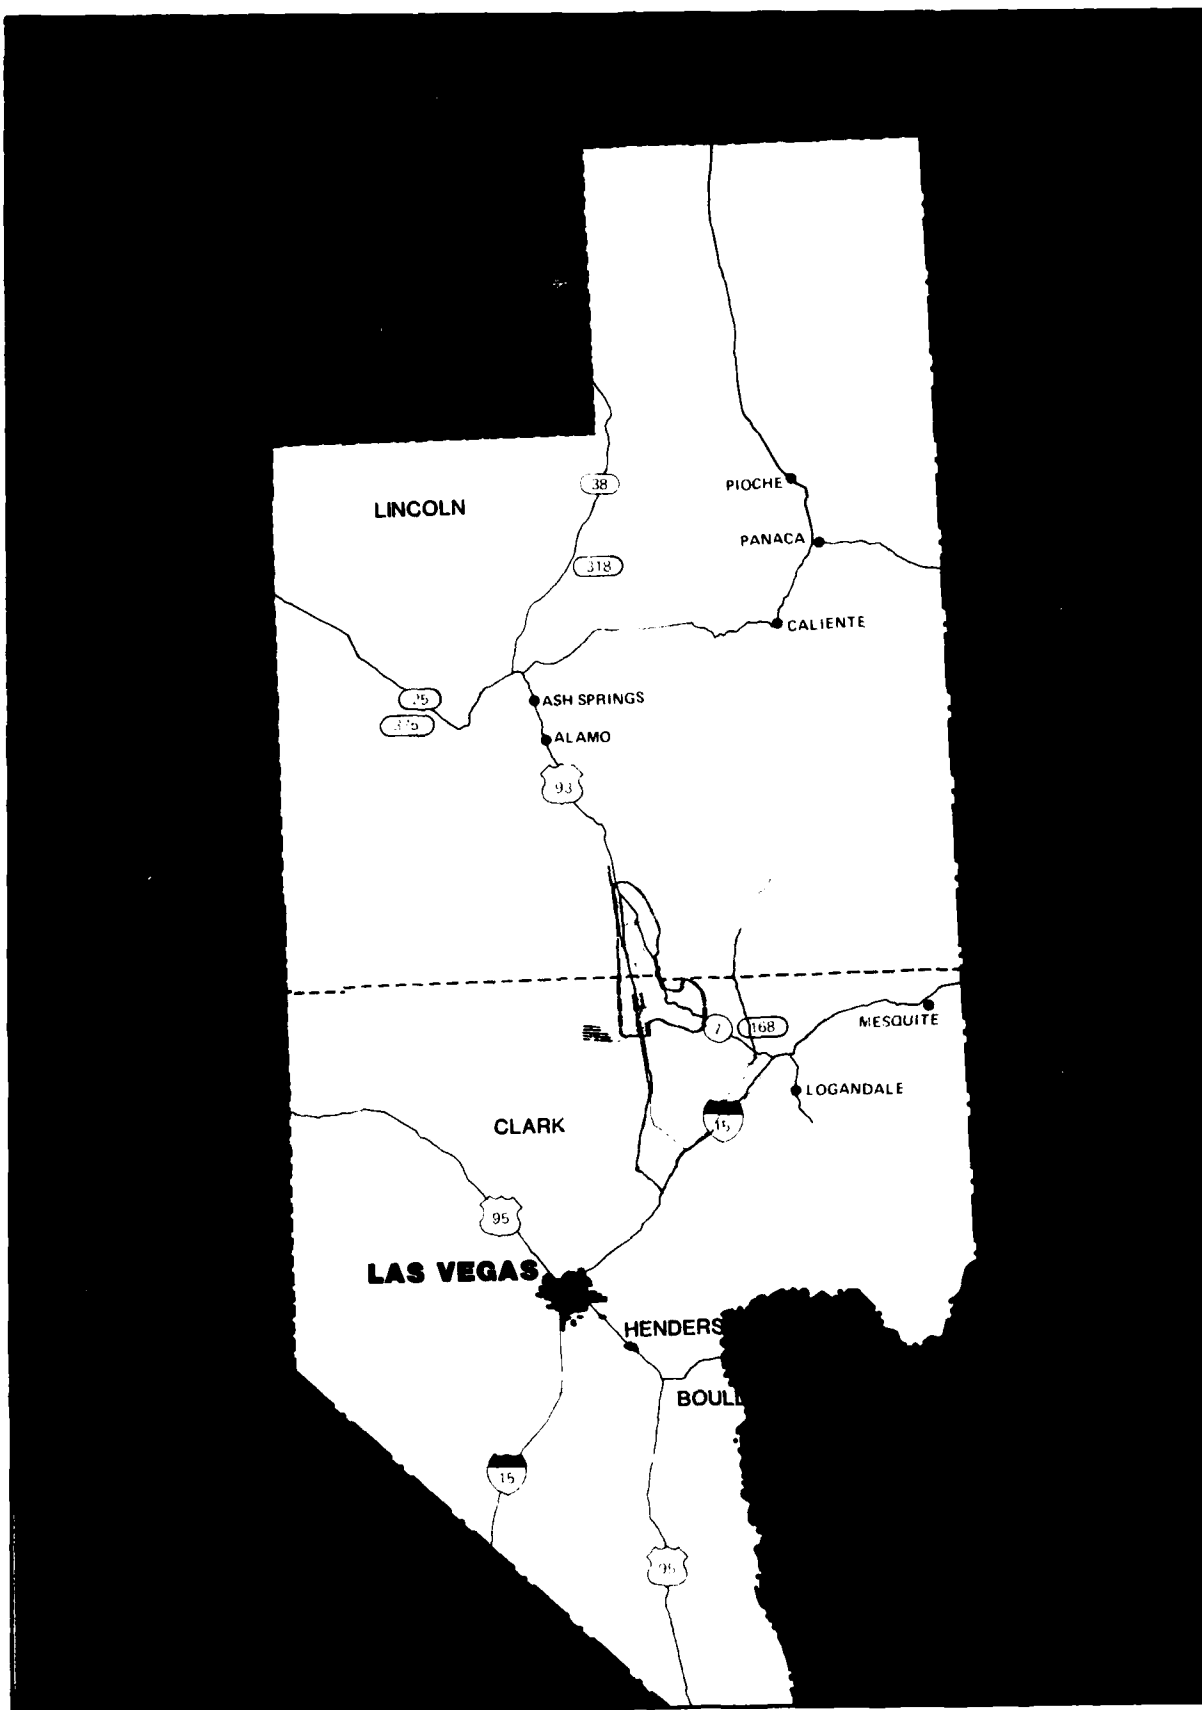 38
PIOCHE
LINCOLN
PANACA
318
CALIENTE
25
ASH SPRINGS
375
ALAMO
93
7
168
MESQUITE
LOGANDALE
CLARK
15
95
LAS VEGAS
HENDERS
BOUL
15
95